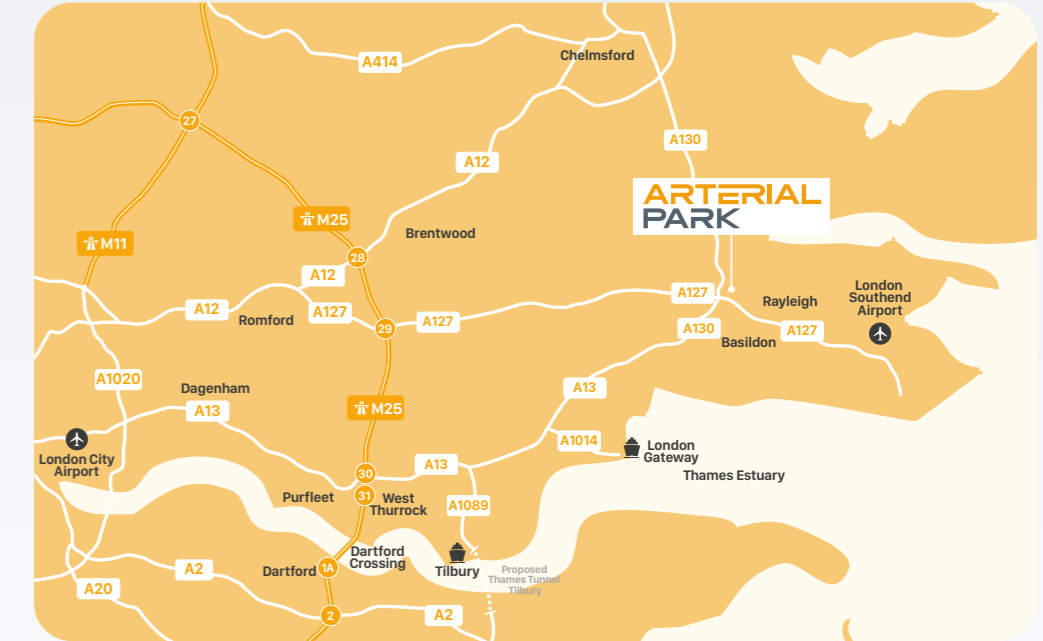 A414
Chelmsford
27
A130
A12
ARTERIAL
PARK
M25
Brentwood
M11
28
A12
A127
Rayleigh
London
Southend
Airport
A12
Romford
A127
29
A127
A130
Basildon
A127
A1020
Dagenham
A13
M25
A13
London City
Airport
A1014
London
Gateway
30
A13
Thames Estuary
Purfleet
31
West
Thurrock
A1089
Dartford
Crossing
Dartford
1A
Tilbury
Proposed
Thames Tunnel
Tilbury
A2
A20
2
A2